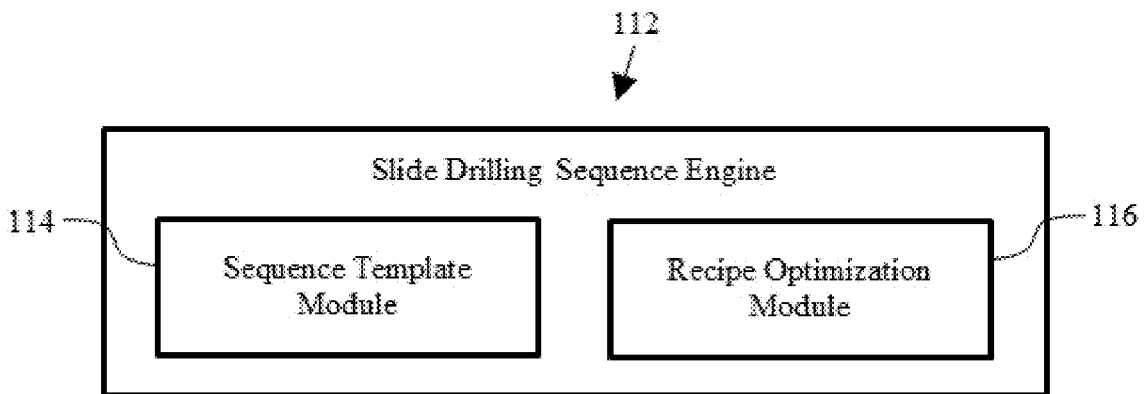 112
Slide Drilling Sequence Engine
114
116
Sequence Template
Module
Recipe Optimization
Module